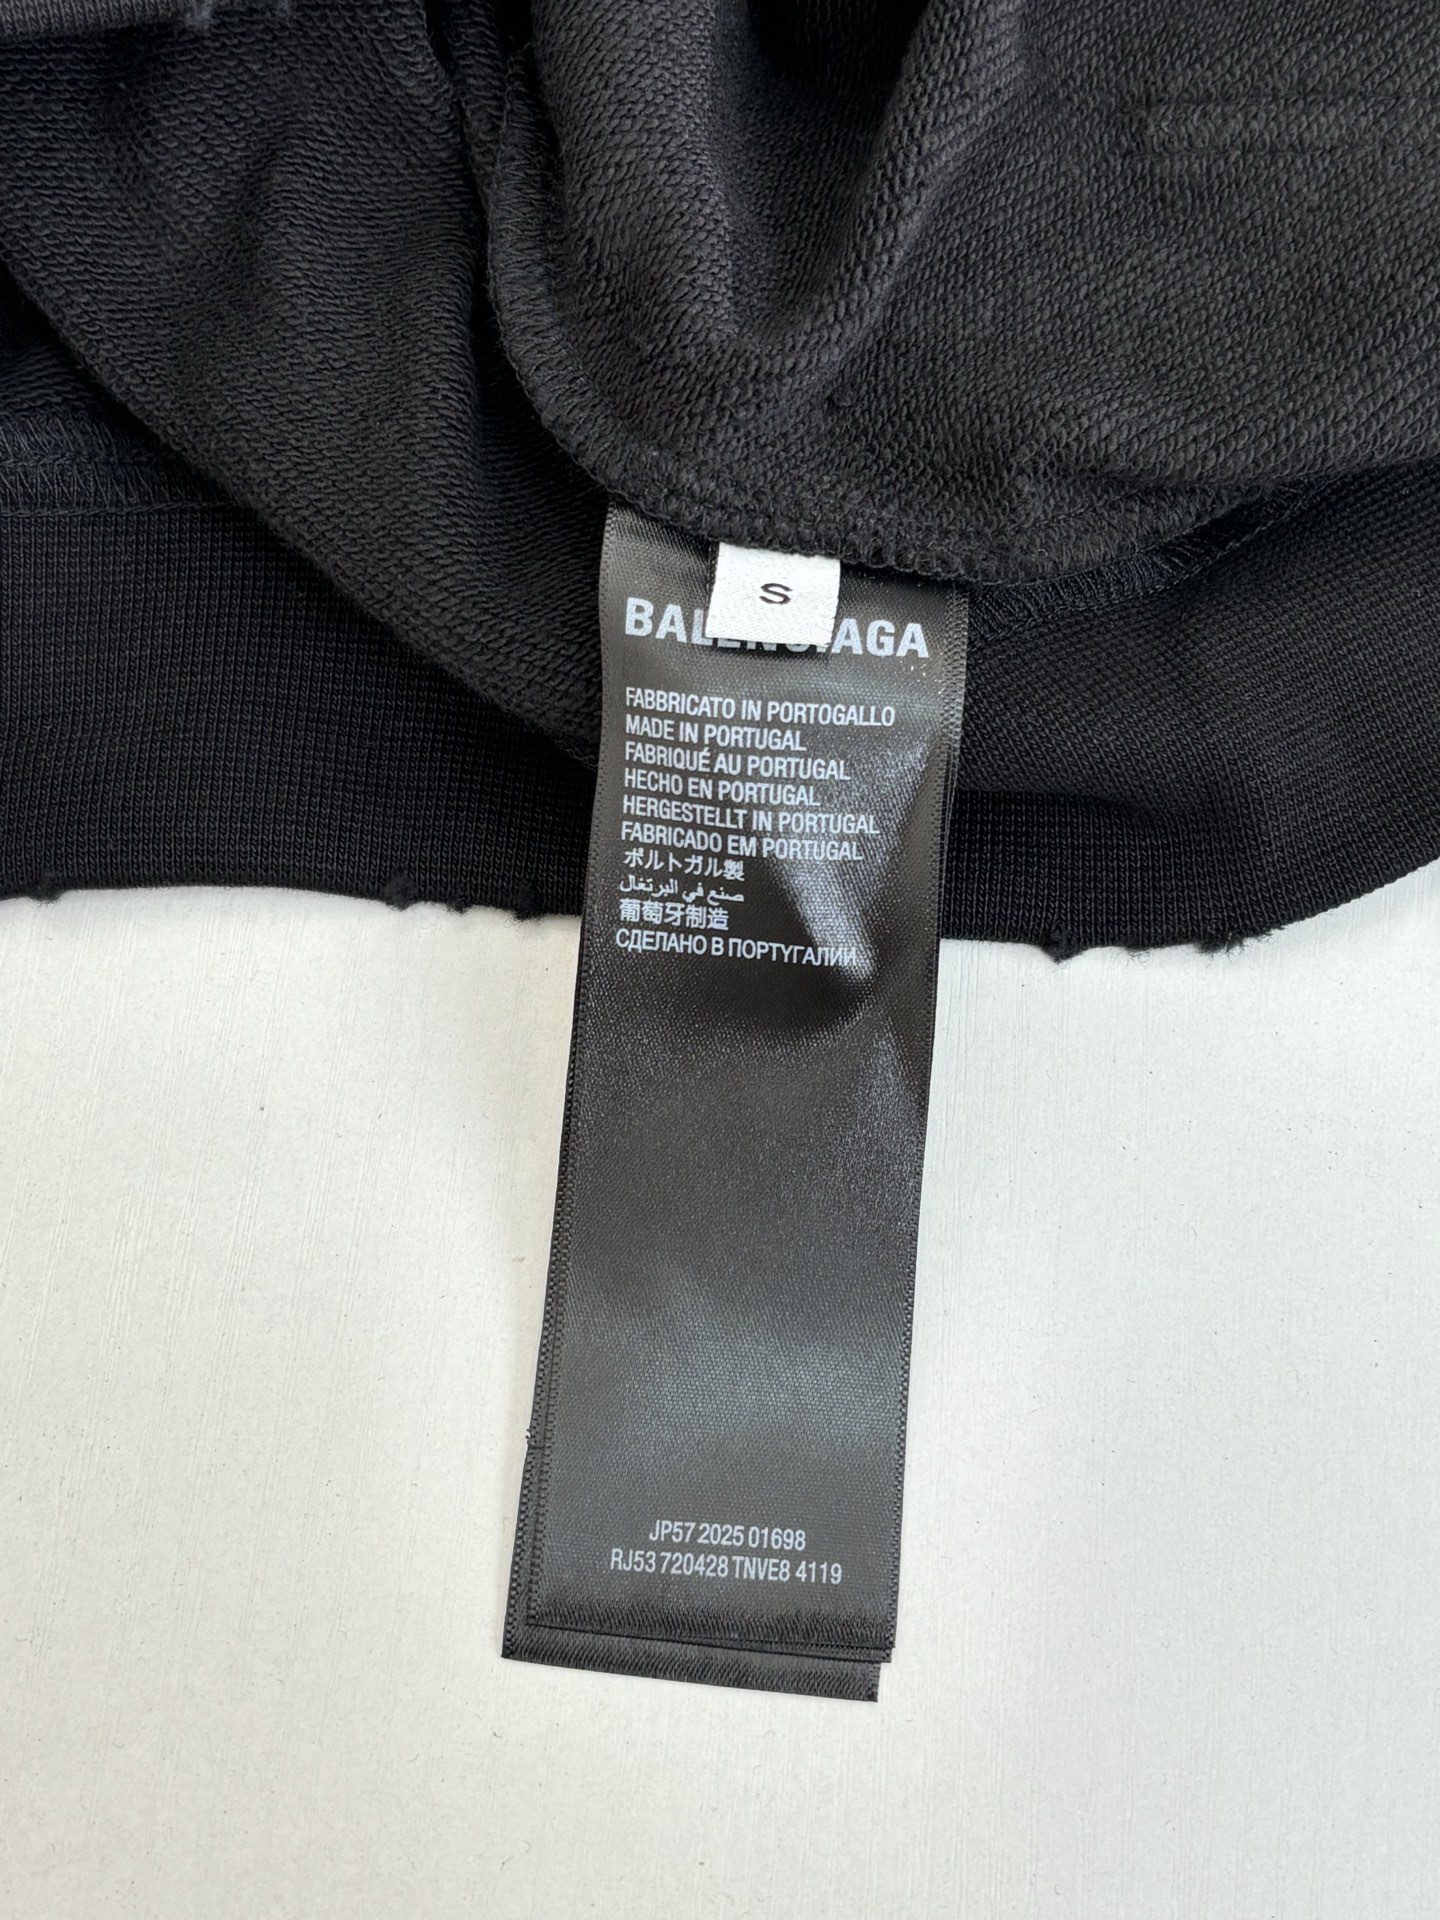 S
BALENCIAGA
FABBRICATO IN PORTOGALLO
MADE IN PORTUGAL
FABRIQUÉ AU PORTUGAL
HECHO EN PORTUGAL
HERGESTELLT IN PORTUGAL
FABRICADO EM PORTUGAL
ポルトガル製
صنع في البرتغال
葡萄牙制造
СДЕЛАНО В ПОРТУГАЛИИ
JP57 2025 01698
RJ53 720428 TNVE8 4119